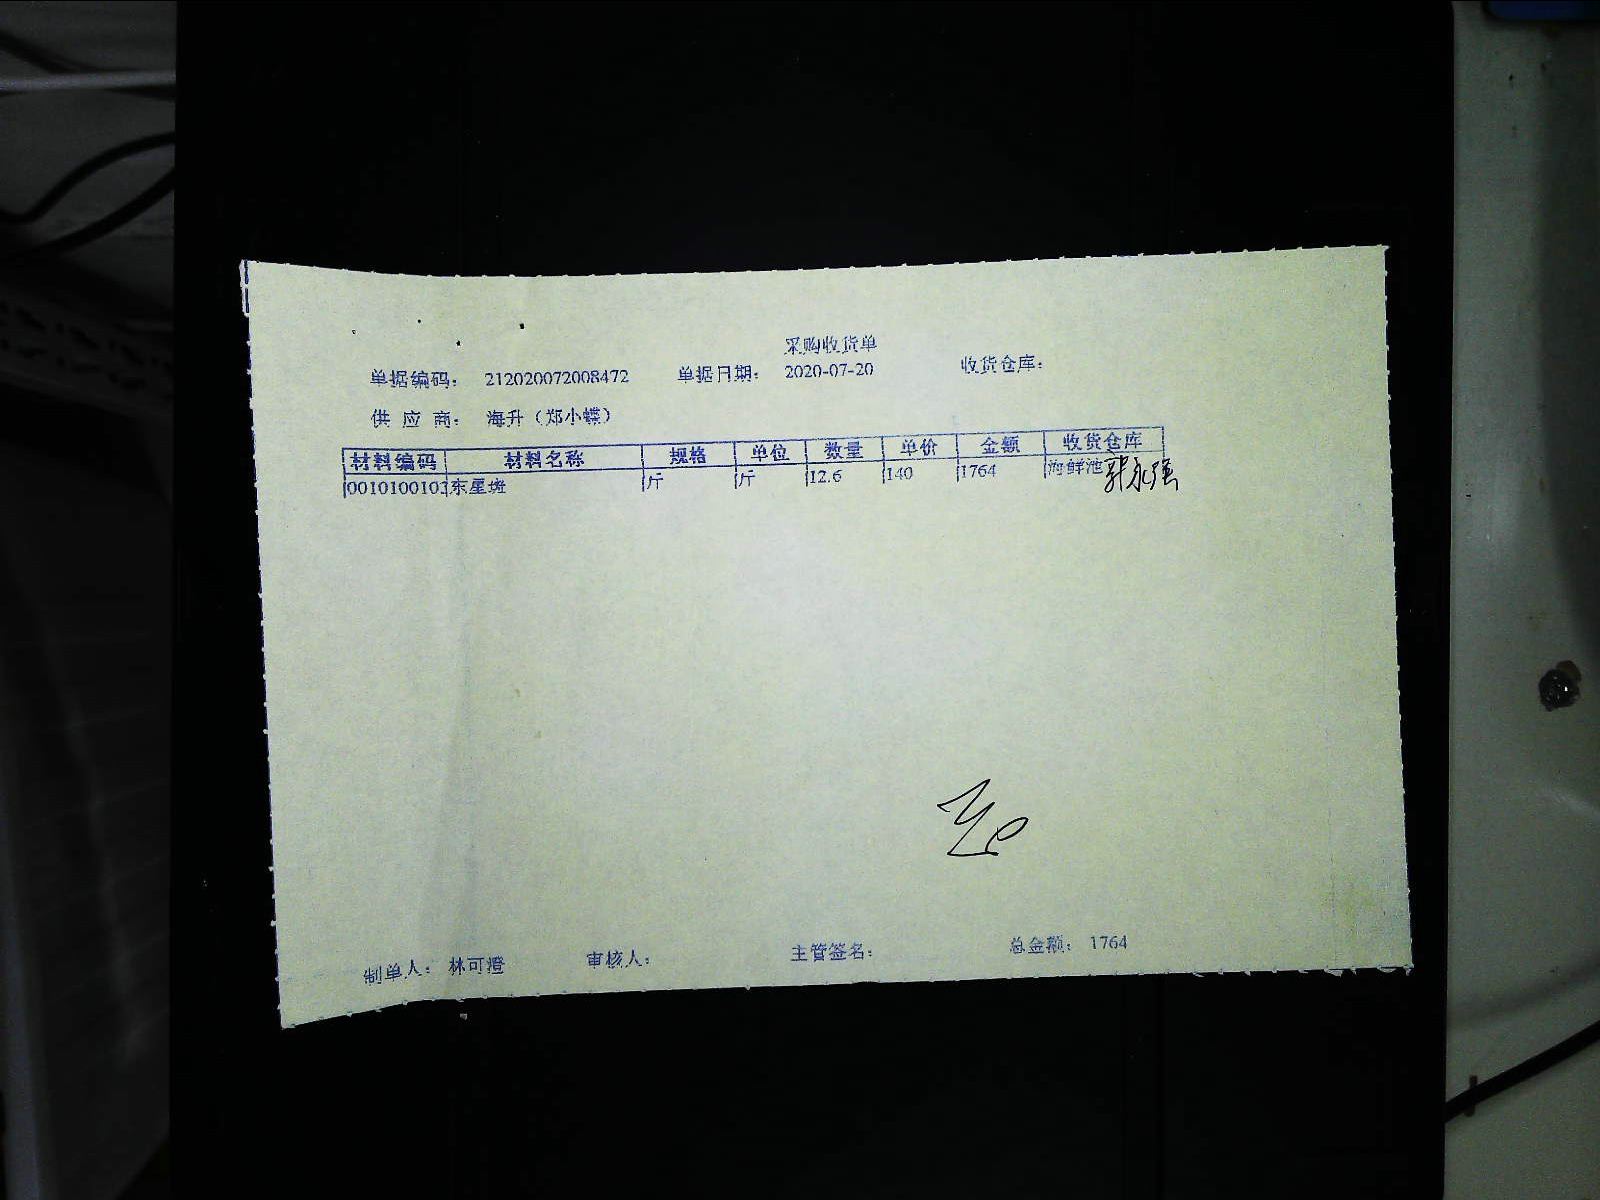 采购收货单
单据编码： 212020072008472 单据日期： 2020-07-20 收货仓库：
供 应 商： 海升（郑小蝶）
材料编码 材料名称 规格 单位 数量 单价 金额 收货仓库
0010100103 东星斑 斤 斤 12.6 140 1764 海鲜池 郭永强
制单人： 林可澄 审核人： 主管签名： 总金额： 1764